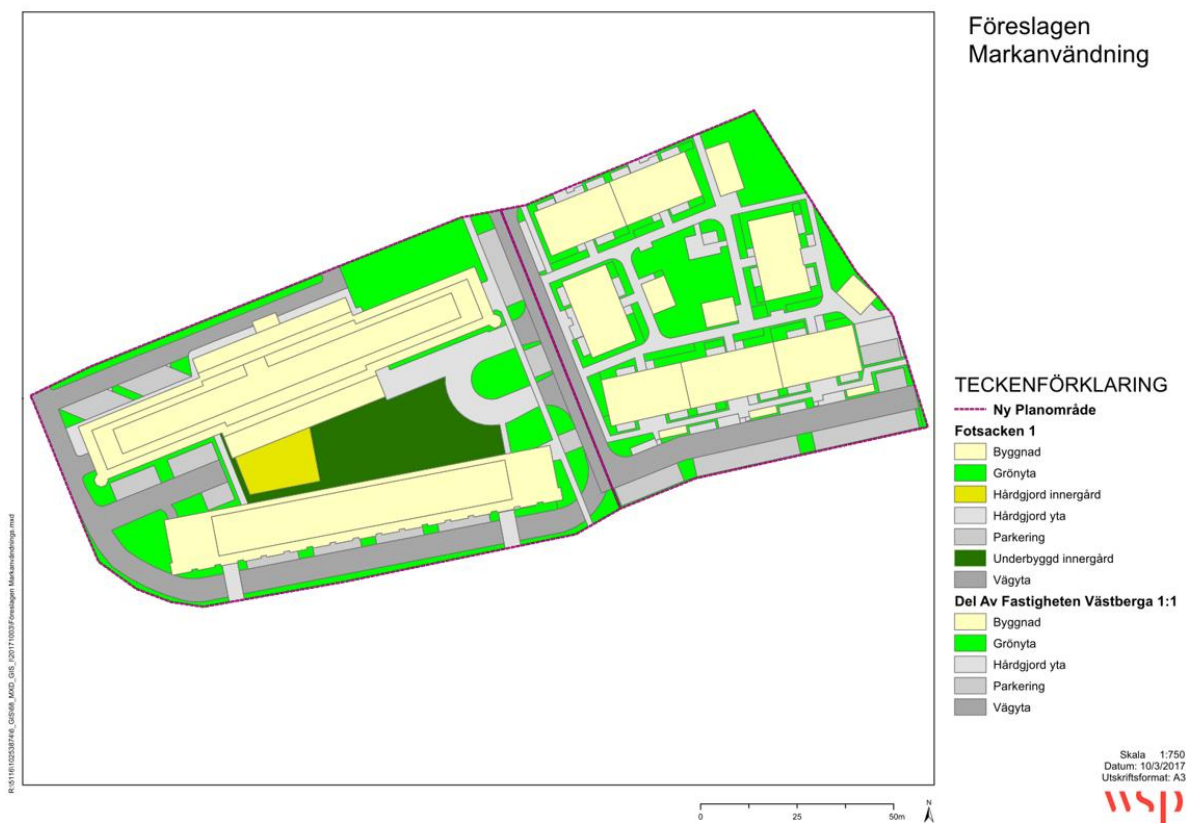 Föreslagen
Markanvändning
TECKENFÖRKLARING
Ny Planområde
Fotsacken 1
Byggnad
Grönyta
Hårdgjord innergård
Hårdgjord yta
Parkering
Underbyggd innergård
Vägyta
Del Av Fastigheten Västberga 1:1
Byggnad
Grönyta
Hårdgjord yta
Parkering
Vägyta
Skala 1:750
Datum: 10/3/2017
Utskriftsformat: A3
wsp
0 25 50m
N